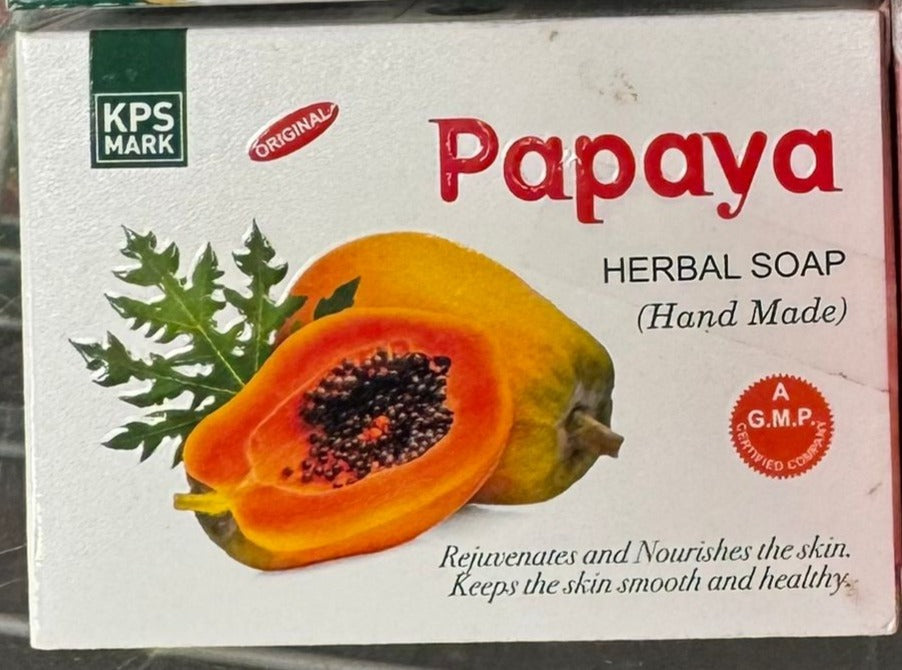 KPS
MARK
ORIGINAL
Papaya
HERBAL SOAP
(Hand Made)
A
G.M.P.
CERTIFIED COMPANY
Rejuvenates and Nourishes the skin.
Keeps the skin smooth and healthy.